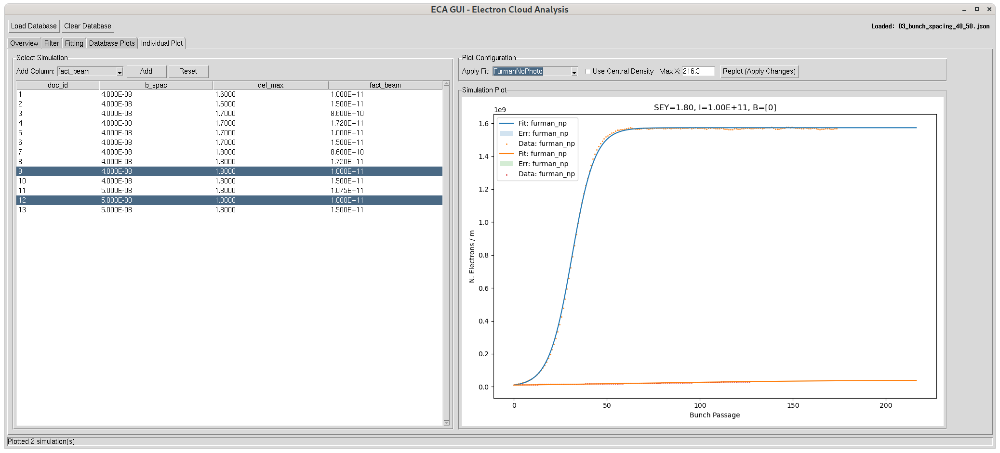 ECA GUI - Electron Cloud Analysis
Load Database Clear Database Loaded: 03_bunch_spacing_40_50.json
Overview Filter Fitting Database Plots Individual Plot
Select Simulation
Add Column: fact_beam Add Reset
doc_id b_spac del_max fact_beam
1 4.000E-08 1.6000 1.000E+11
2 4.000E-08 1.6000 1.500E+11
3 4.000E-08 1.7000 8.600E+10
4 4.000E-08 1.7000 1.720E+11
5 4.000E-08 1.7000 1.000E+11
6 4.000E-08 1.7000 1.500E+11
7 4.000E-08 1.8000 8.600E+10
8 4.000E-08 1.8000 1.720E+11
9 4.000E-08 1.8000 1.000E+11
10 4.000E-08 1.8000 1.500E+11
11 5.000E-08 1.8000 1.075E+11
12 5.000E-08 1.8000 1.000E+11
13 5.000E-08 1.8000 1.500E+11
Plot Configuration
Apply Fit: FurmanNoPhoto Use Central Density Max X: 216.3 Replot (Apply Changes)
Simulation Plot
SEY=1.80, I=1.00E+11, B=[0]
1e9
Fit: furman_np
Err: furman_np
Data: furman_np
Fit: furman_np
Err: furman_np
Data: furman_np
1.6
1.4
1.2
1.0
0.8
0.6
0.4
0.2
0.0
N. Electrons / m
0 50 100 150 200
Bunch Passage
Plotted 2 simulation(s)